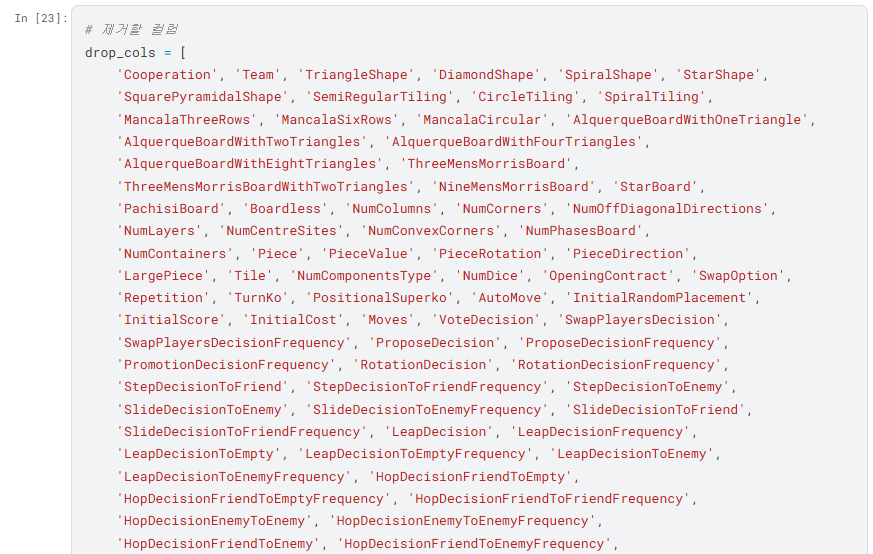 In [23]:
# 제거할 컬럼
drop_cols = [
'Cooperation', 'Team', 'TriangleShape', 'DiamondShape', 'SpiralShape', 'StarShape',
'SquarePyramidalShape', 'SemiRegularTiling', 'CircleTiling', 'SpiralTiling',
'MancalaThreeRows', 'MancalaSixRows', 'MancalaCircular', 'AlquerqueBoardWithOneTriangle',
'AlquerqueBoardWithTwoTriangles', 'AlquerqueBoardWithFourTriangles',
'AlquerqueBoardWithEightTriangles', 'ThreeMensMorrisBoard',
'ThreeMensMorrisBoardWithTwoTriangles', 'NineMensMorrisBoard', 'StarBoard',
'PachisiBoard', 'Boardless', 'NumColumns', 'NumCorners', 'NumOffDiagonalDirections',
'NumLayers', 'NumCentreSites', 'NumConvexCorners', 'NumPhasesBoard',
'NumContainers', 'Piece', 'PieceValue', 'PieceRotation', 'PieceDirection',
'LargePiece', 'Tile', 'NumComponentsType', 'NumDice', 'OpeningContract', 'SwapOption',
'Repetition', 'TurnKo', 'PositionalSuperko', 'AutoMove', 'InitialRandomPlacement',
'InitialScore', 'InitialCost', 'Moves', 'VoteDecision', 'SwapPlayersDecision',
'SwapPlayersDecisionFrequency', 'ProposeDecision', 'ProposeDecisionFrequency',
'PromotionDecisionFrequency', 'RotationDecision', 'RotationDecisionFrequency',
'StepDecisionToFriend', 'StepDecisionToFriendFrequency', 'StepDecisionToEnemy',
'SlideDecisionToEnemy', 'SlideDecisionToEnemyFrequency', 'SlideDecisionToFriend',
'SlideDecisionToFriendFrequency', 'LeapDecision', 'LeapDecisionFrequency',
'LeapDecisionToEmpty', 'LeapDecisionToEmptyFrequency', 'LeapDecisionToEnemy',
'LeapDecisionToEnemyFrequency', 'HopDecisionFriendToEmpty',
'HopDecisionFriendToEmptyFrequency', 'HopDecisionFriendToFriendFrequency',
'HopDecisionEnemyToEnemy', 'HopDecisionEnemyToEnemyFrequency',
'HopDecisionFriendToEnemy', 'HopDecisionFriendToEnemyFrequency',